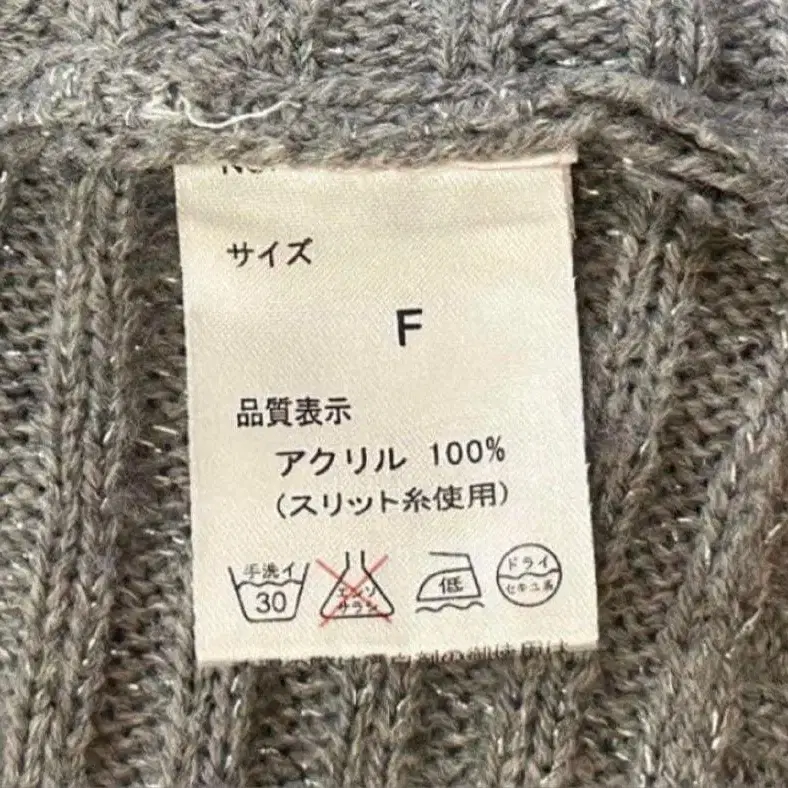 サイズ
F
品質表示
アクリル 100%
(スリット糸使用)
手洗イ
30
エンソ
サラシ
低
ドライ
セキユ系